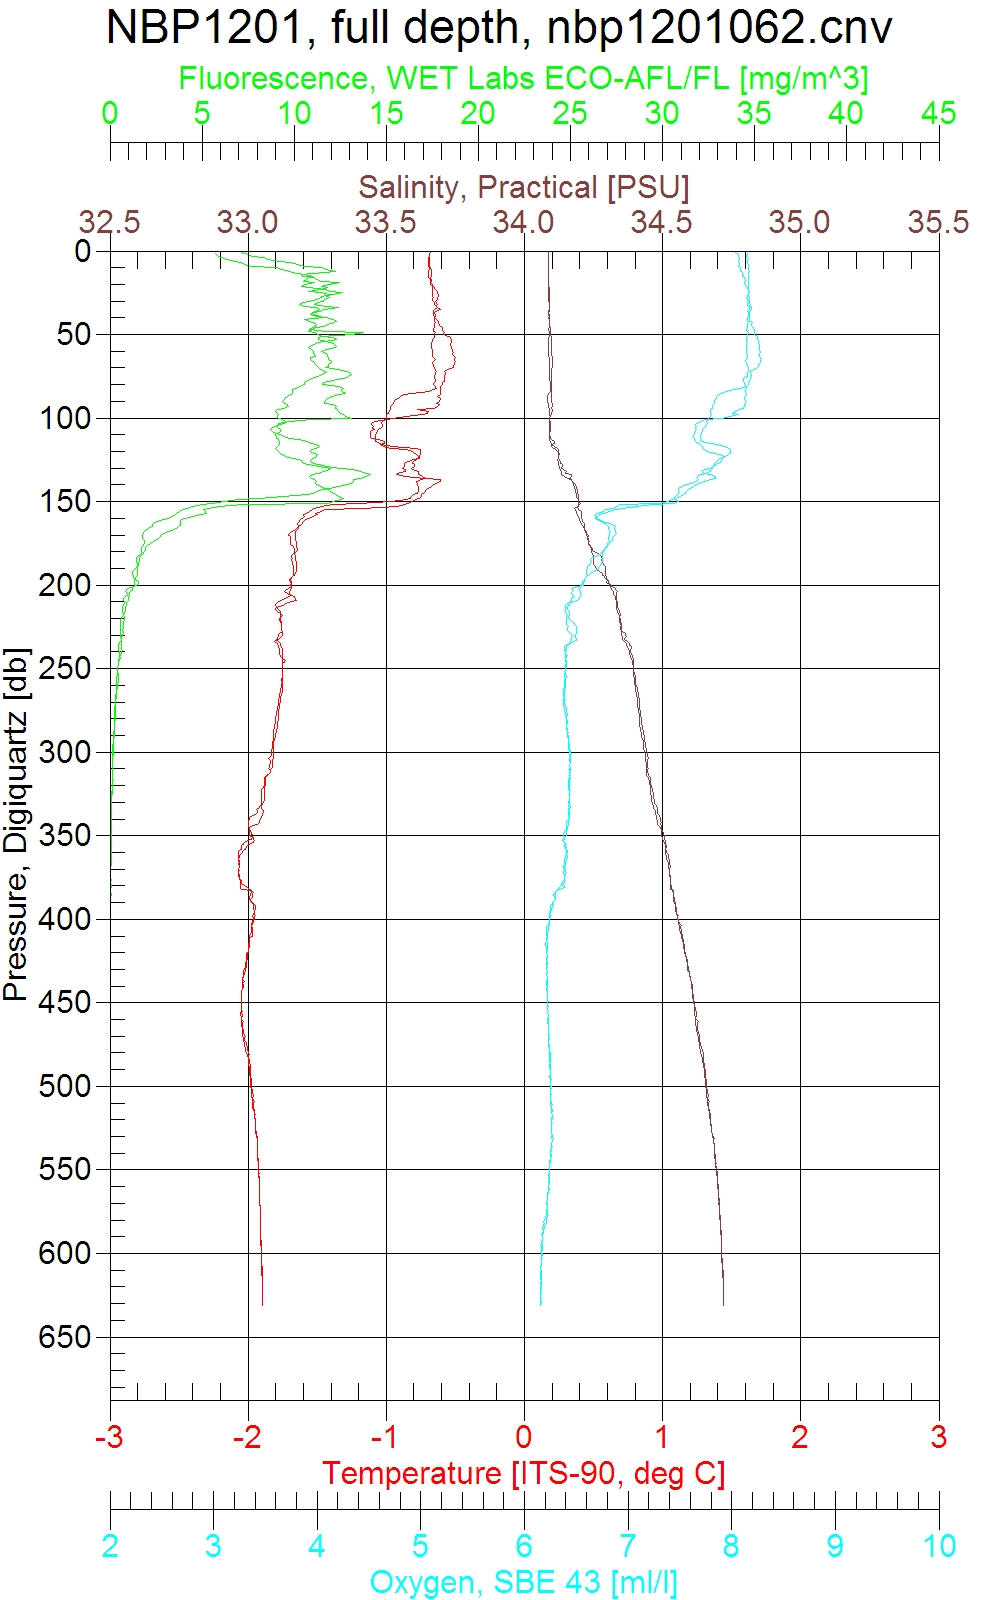 NBP1201, full depth, nbp1201062.cnv
Fluorescence, WET Labs ECO-AFL/FL [mg/m^3]
0 5 10 15 20 25 30 35 40 45
Salinity, Practical [PSU]
32.5 33.0 33.5 34.0 34.5 35.0 35.5
0
50
100
150
200
250
300
350
400
450
500
550
600
650
Pressure, Digiquartz [db]
-3 -2 -1 0 1 2 3
Temperature [ITS-90, deg C]
2 3 4 5 6 7 8 9 10
Oxygen, SBE 43 [ml/l]